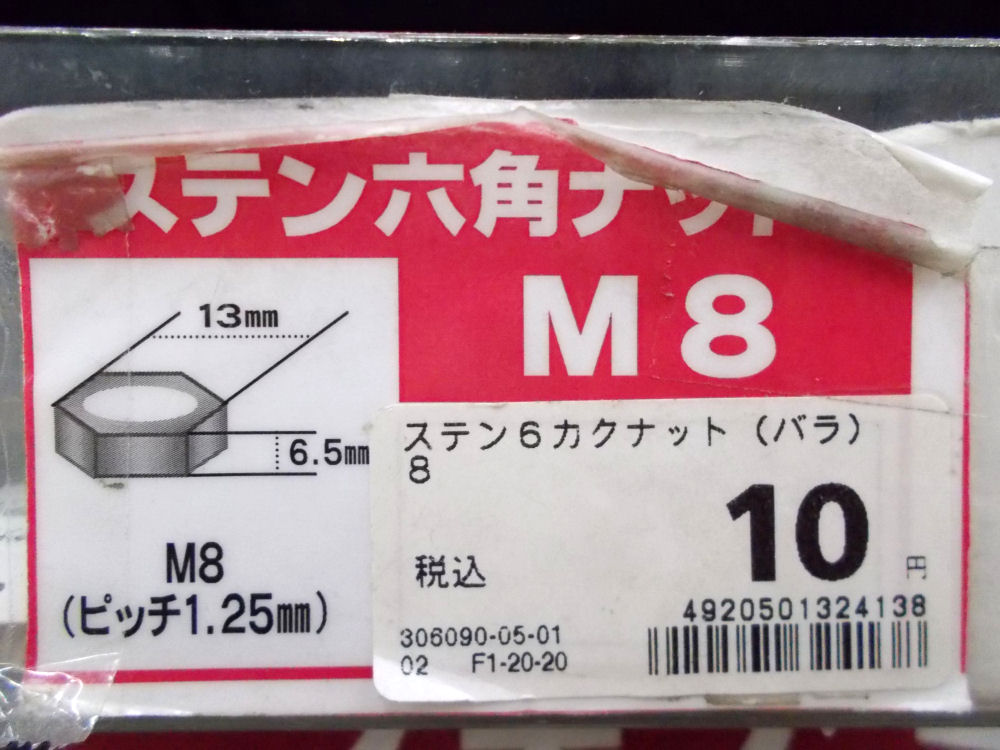 ステン六角ナット
M8
13mm
6.5mm
M8
(ピッチ1.25mm)
ステン6カクナット(バラ)
8
10
円
税込
4920501324138
306090-05-01
02 F1-20-20